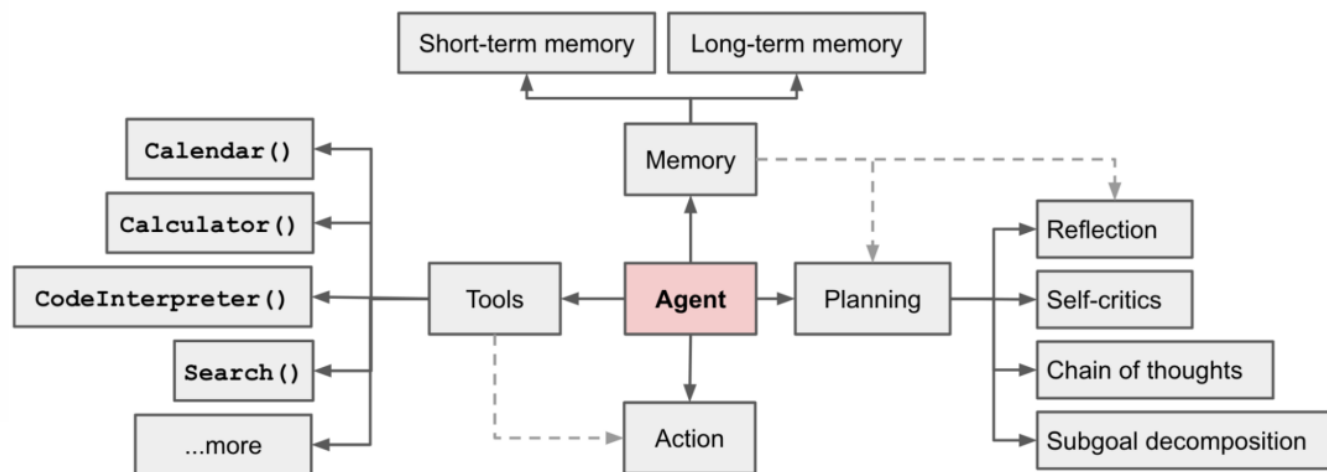 Short-term memory
Long-term memory
Calendar()
Memory
Calculator()
Reflection
CodeInterpreter()
Tools
Agent
Planning
Self-critics
Search()
Chain of thoughts
...more
Action
Subgoal decomposition